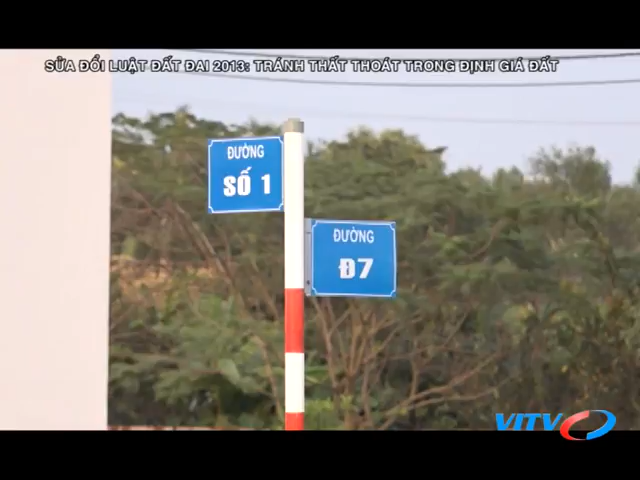 SỬA ĐỔI LUẬT ĐẤT ĐAI 2013: TRÁNH THẤT THOÁT TRONG ĐỊNH GIÁ ĐẤT
ĐƯỜNG
SỐ 1
ĐƯỜNG
Đ7
VITV